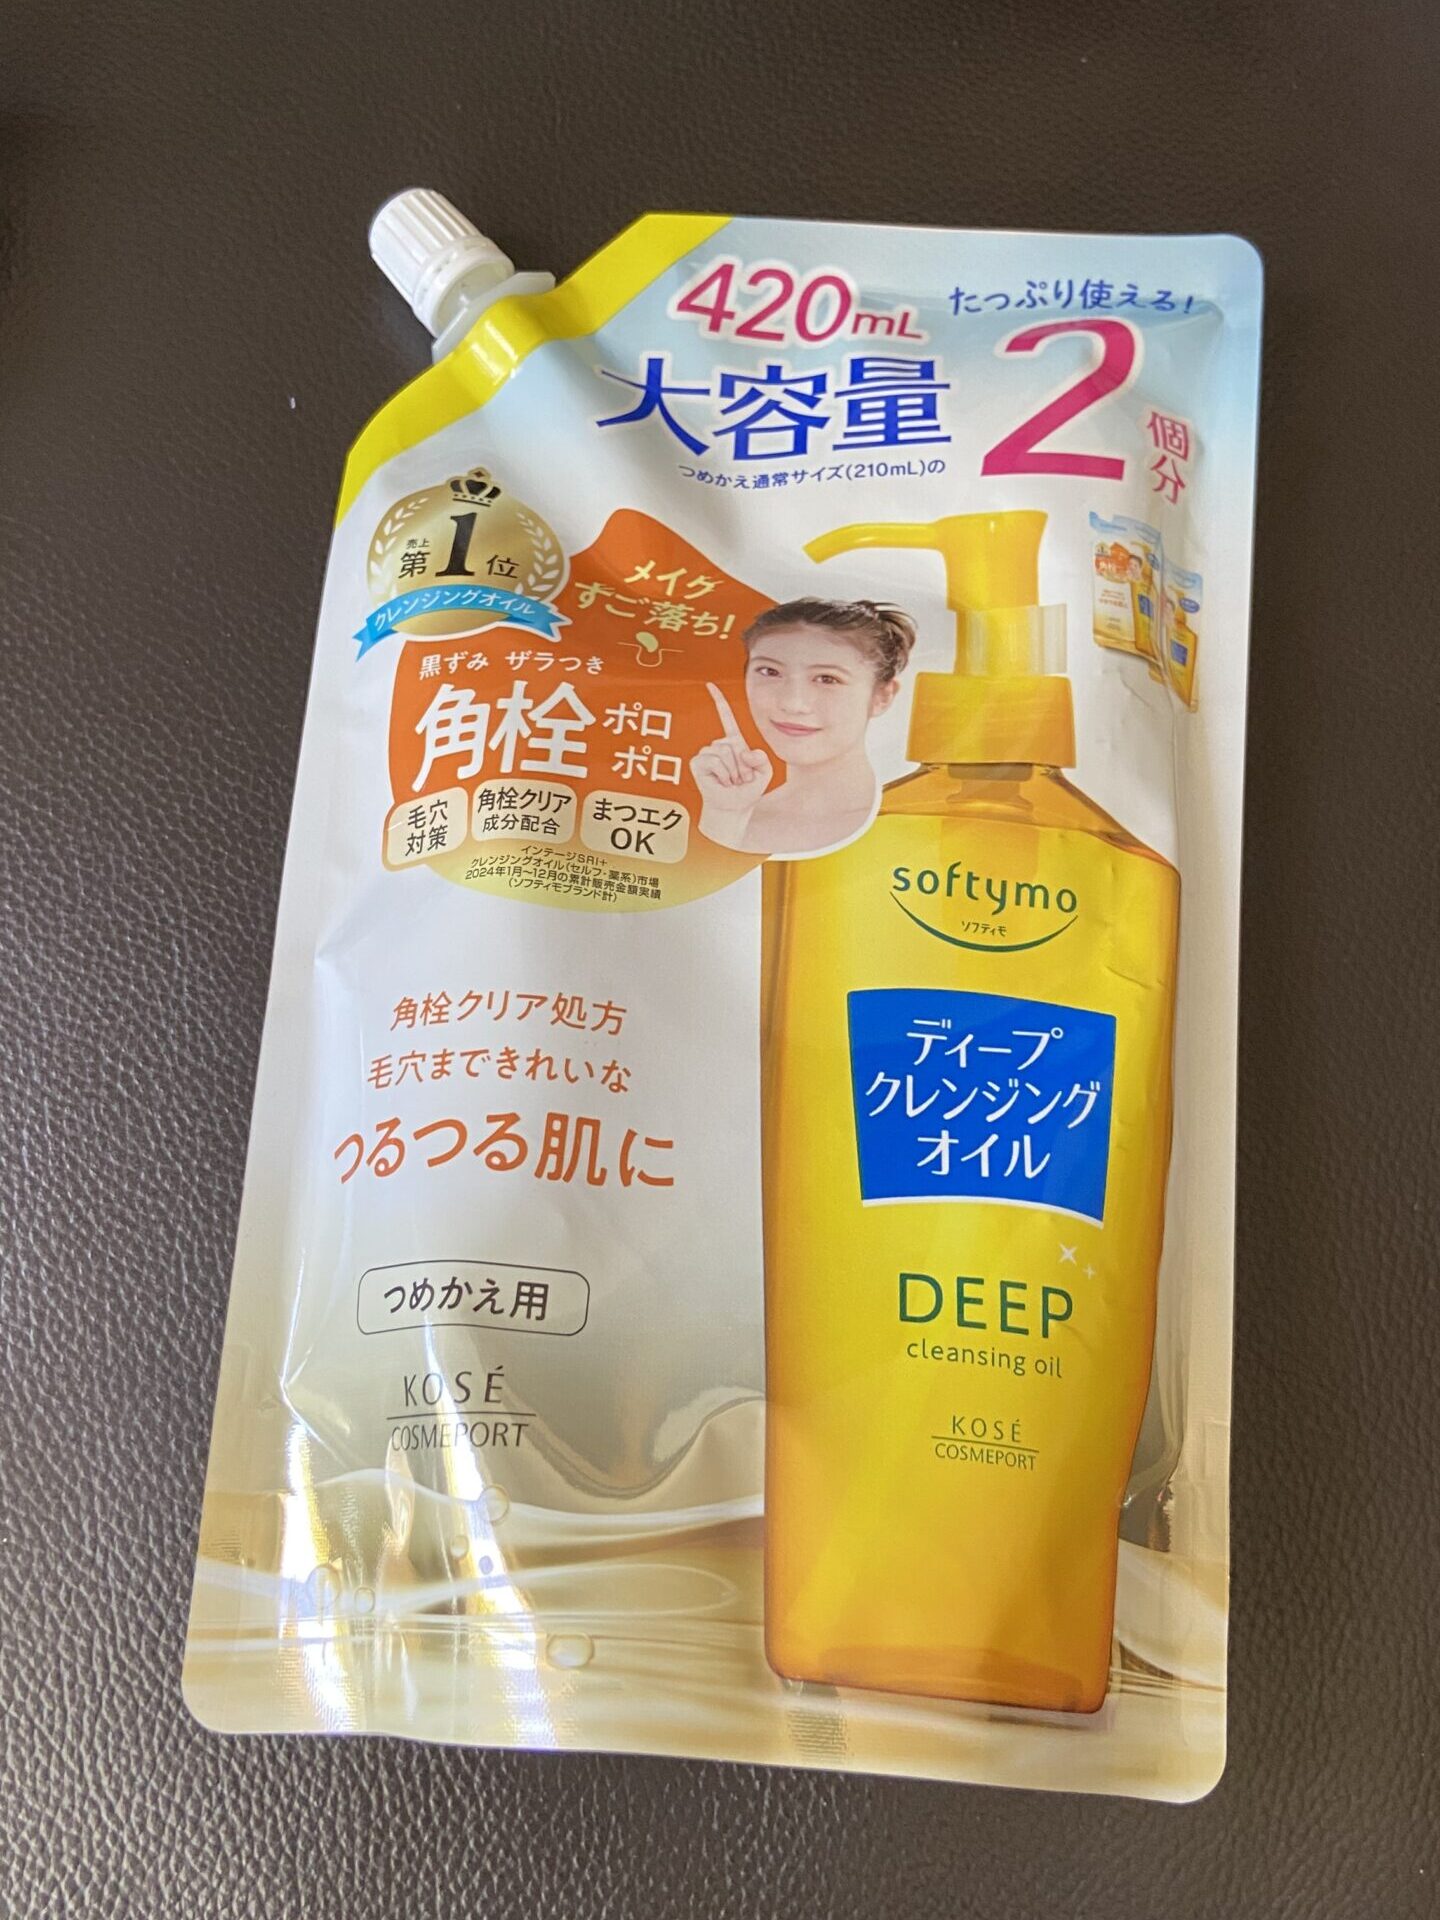 420mL
大容量
つめかえ通常サイズ(210mL)の
たっぷり使える!
2個分
売上
第1位
クレンジングオイル
メイク
すご落ち!
黒ずみ ザラつき
角栓ポロポロ
毛穴対策
角栓クリア成分配合
まつエクOK
インテージSRI+
クレンジングオイル(セルフ・薬系)市場
2024年1月~12月の累計販売金額実績
(ソフティモブランド計)
角栓クリア処方
毛穴まできれいな
つるつる肌に
つめかえ用
KOSÉ
COSMEPORT
softymo
ソフティモ
ディープ
クレンジング
オイル
DEEP
cleansing oil
KOSÉ
COSMEPORT